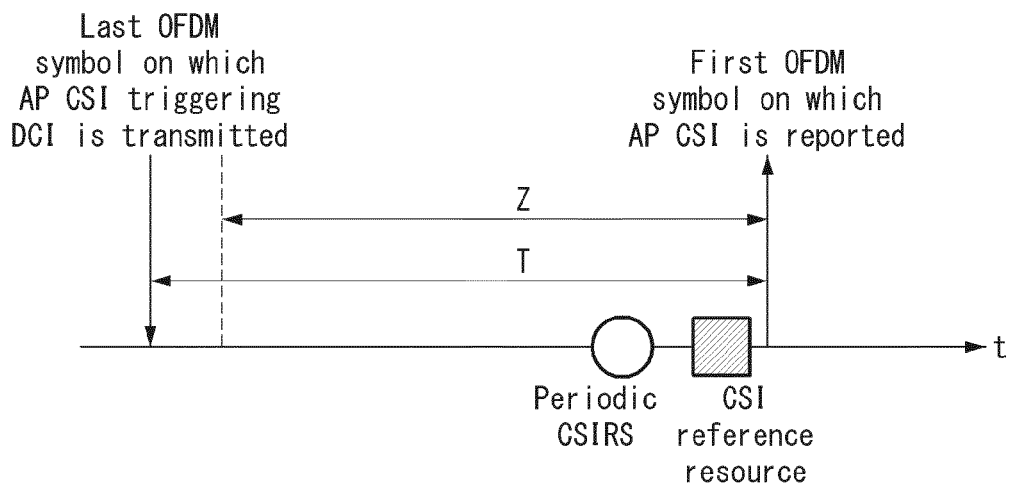 Last OFDM
symbol on which
AP CSI triggering
DCI is transmitted
First OFDM
symbol on which
AP CSI is reported
Z
T
t
Periodic
CSIRS
CSI
reference
resource